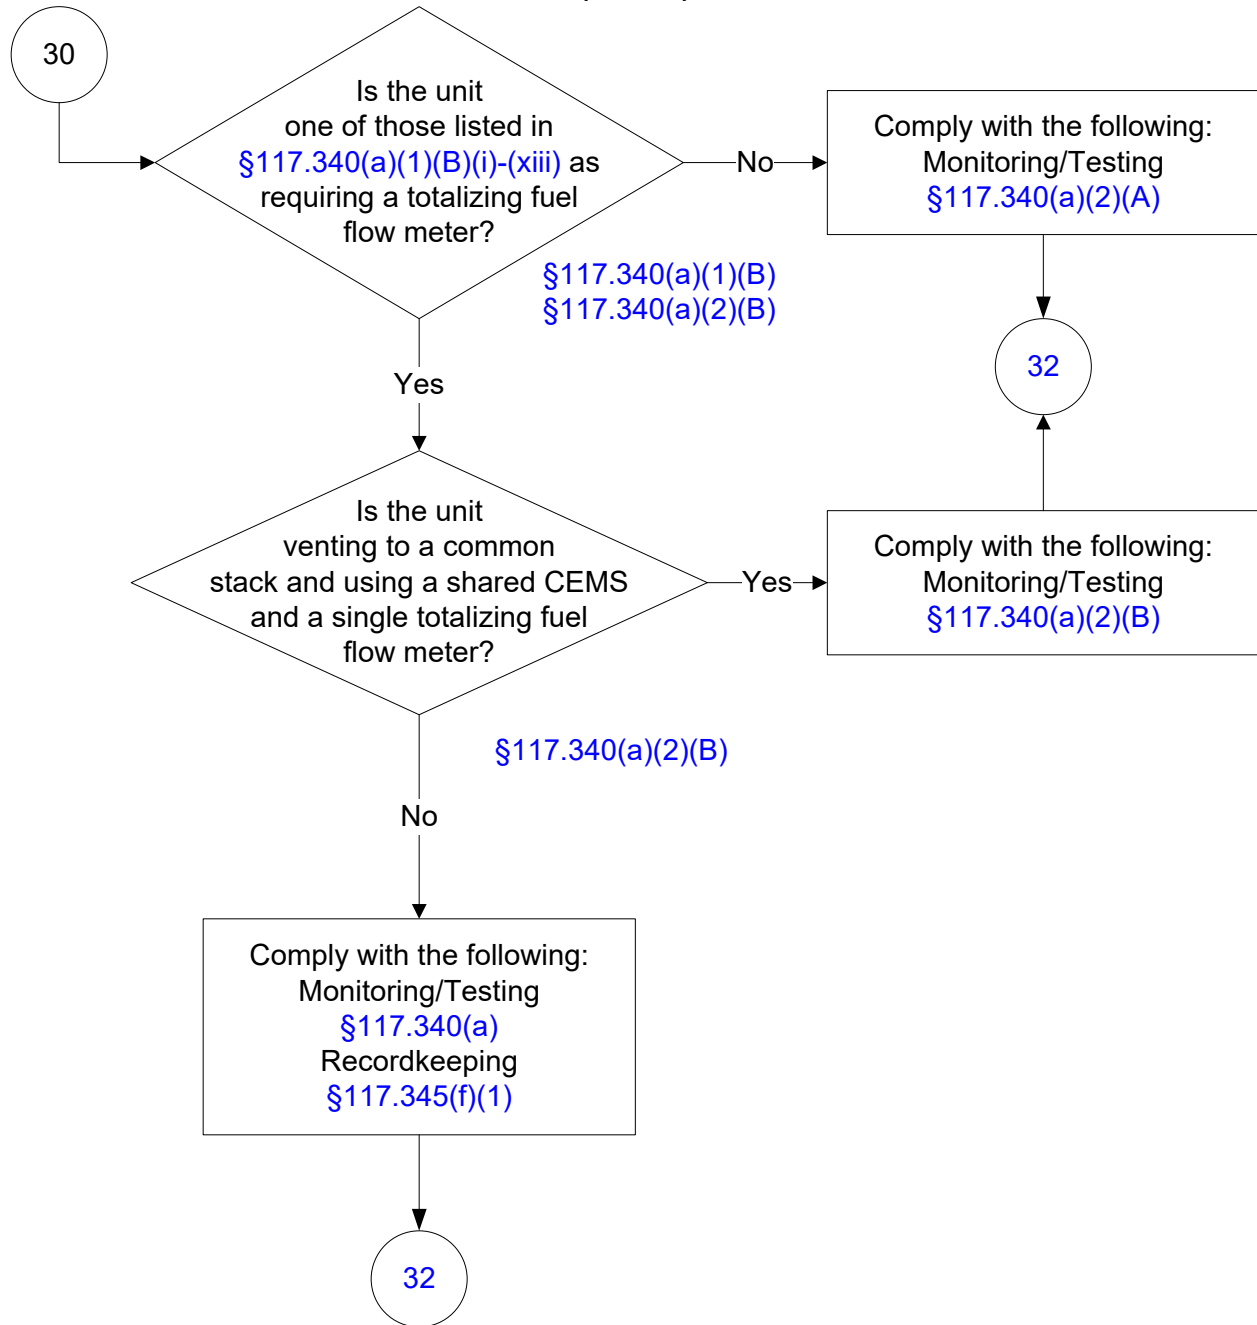 30
Is the unit
one of those listed in
§117.340(a)(1)(B)(i)-(xiii) as
requiring a totalizing fuel
flow meter?
No
Comply with the following:
Monitoring/Testing
§117.340(a)(2)(A)
§117.340(a)(1)(B)
§117.340(a)(2)(B)
32
Yes
Is the unit
venting to a common
stack and using a shared CEMS
and a single totalizing fuel
flow meter?
Yes
Comply with the following:
Monitoring/Testing
§117.340(a)(2)(B)
§117.340(a)(2)(B)
No
Comply with the following:
Monitoring/Testing
§117.340(a)
Recordkeeping
§117.345(f)(1)
32